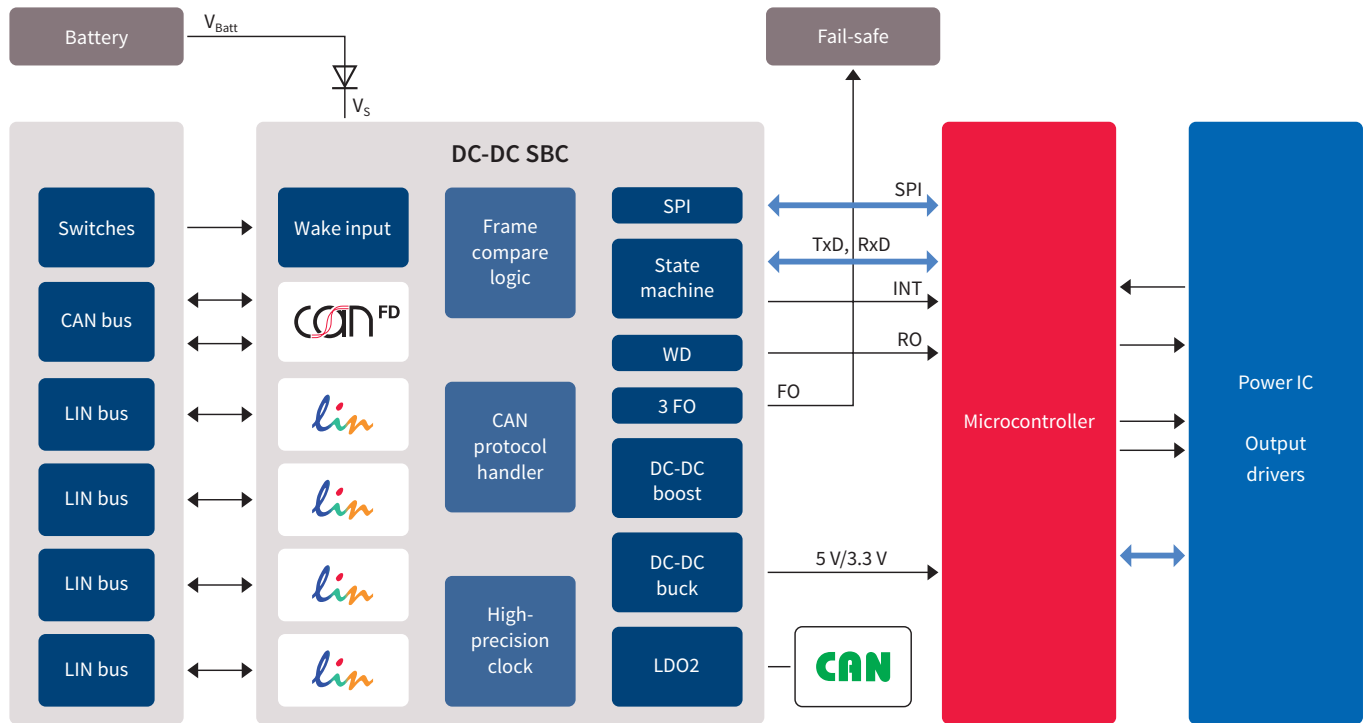 Battery
V_Batt
Fail-safe
V_S
DC-DC SBC
Switches
CAN bus
LIN bus
LIN bus
LIN bus
LIN bus
Wake input
CAN FD
lin
lin
lin
lin
Frame
compare
logic
CAN
protocol
handler
High-
precision
clock
SPI
State
machine
WD
3 FO
DC-DC
boost
DC-DC
buck
LDO2
SPI
TxD, RxD
INT
RO
FO
5 V/3.3 V
CAN
Microcontroller
Power IC
Output
drivers